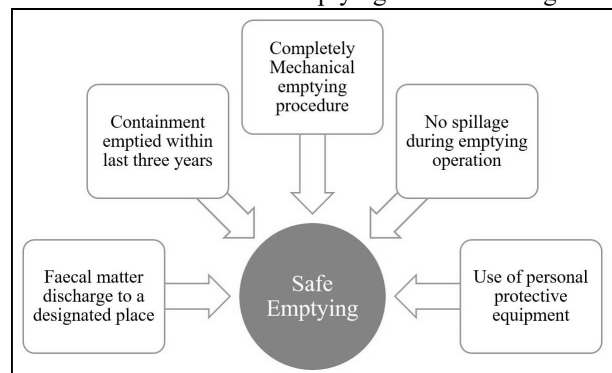 Completely
Mechanical
emptying
procedure
Containment
emptied within
last three years
No spillage
during emptying
operation
Faecal matter
discharge to a
designated place
Safe
Emptying
Use of personal
protective
equipment